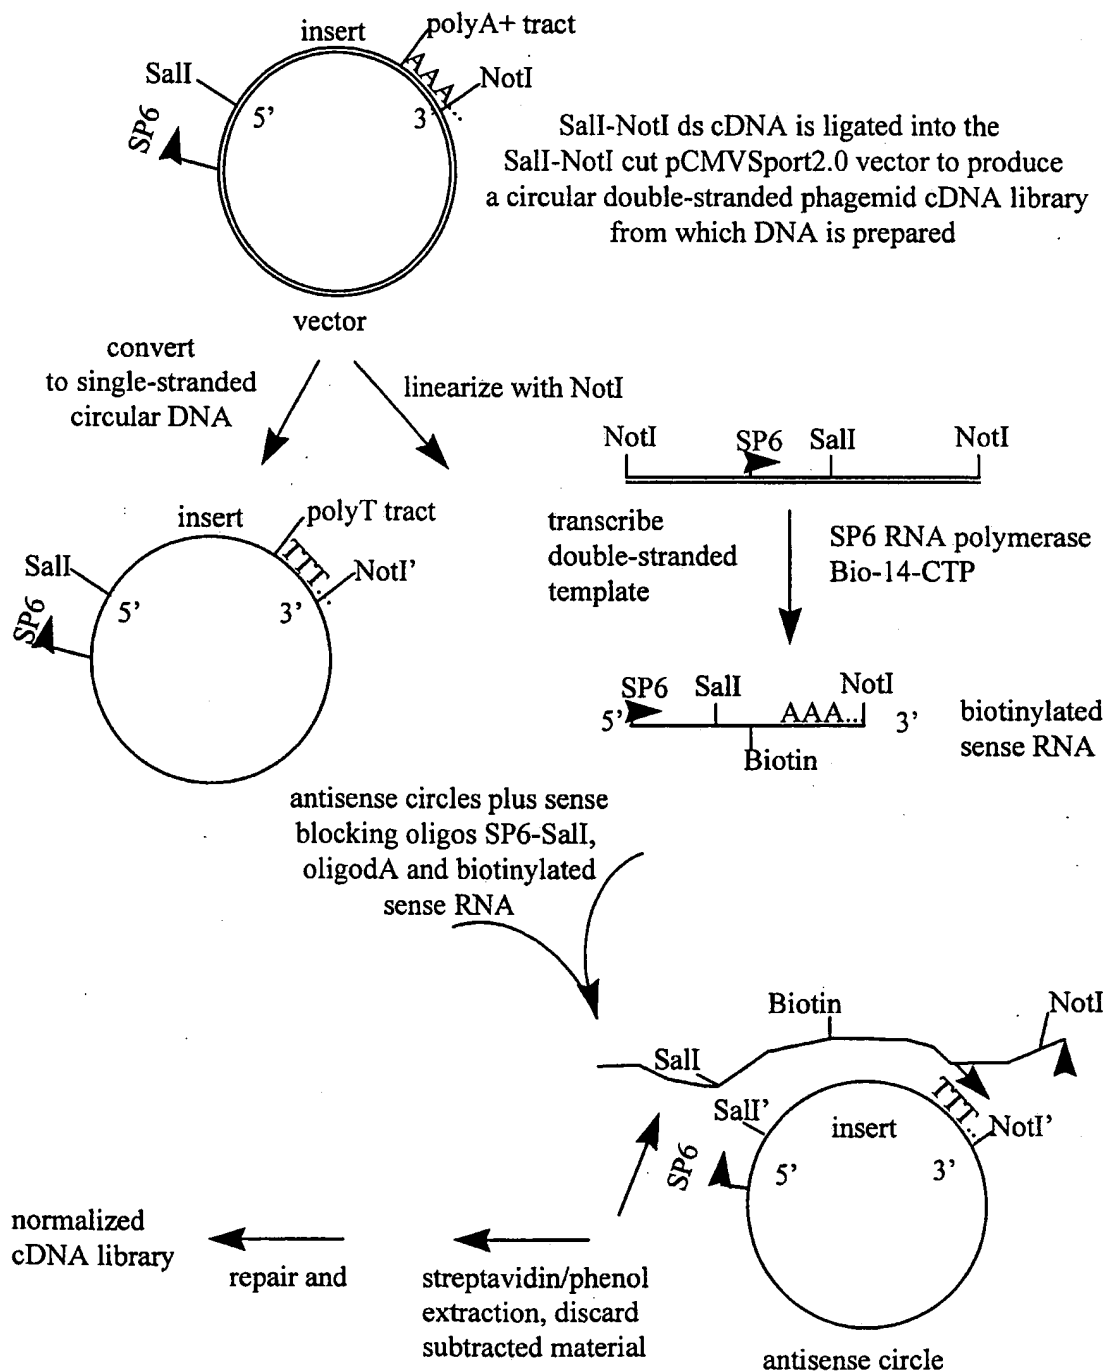 insert
polyA+ tract
AAA..
SalI
NotI
5'
3'
SP6
SalI-NotI ds cDNA is ligated into the
SalI-NotI cut pCMVSport2.0 vector to produce
a circular double-stranded phagemid cDNA library
from which DNA is prepared
vector
convert
to single-stranded
circular DNA
linearize with NotI
NotI
SP6
SalI
NotI
insert
polyT tract
TTT..
SalI
NotI'
5'
3'
SP6
transcribe
double-stranded
template
SP6 RNA polymerase
Bio-14-CTP
SP6
SalI
NotI
5'
AAA..
3'
Biotin
biotinylated
sense RNA
antisense circles plus sense
blocking oligos SP6-SalI,
oligodA and biotinylated
sense RNA
Biotin
NotI
SalI
SalI'
TTT..
insert
NotI'
SP6
5'
3'
normalized
cDNA library
repair and
streptavidin/phenol
extraction, discard
subtracted material
antisense circle